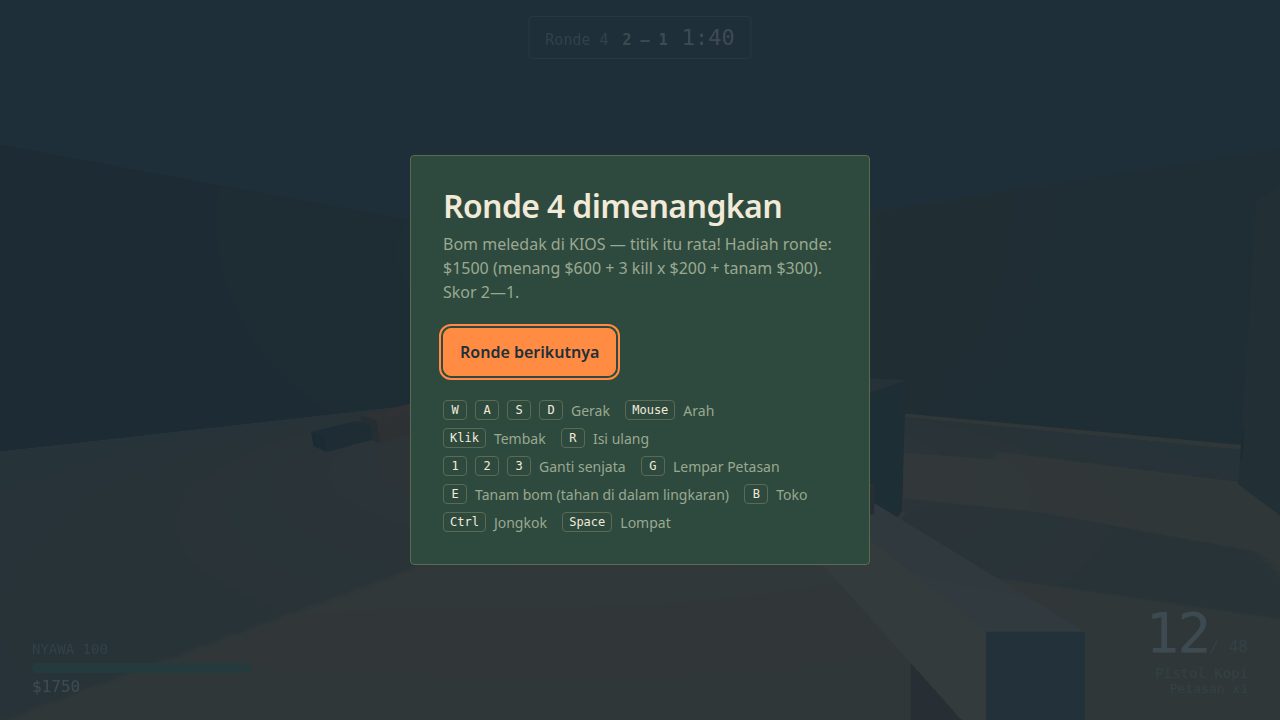 Ronde 4 2 — 1 1:40
Ronde 4 dimenangkan
Bom meledak di KIOS — titik itu rata! Hadiah ronde:
$1500 (menang $600 + 3 kill x $200 + tanam $300).
Skor 2—1.
Ronde berikutnya
W A S D Gerak Mouse Arah
Klik Tembak R Isi ulang
1 2 3 Ganti senjata G Lempar Petasan
E Tanam bom (tahan di dalam lingkaran) B Toko
Ctrl Jongkok Space Lompat
NYAWA 100
$1750
12 / 48
Pistol Kopi
Petasan x1